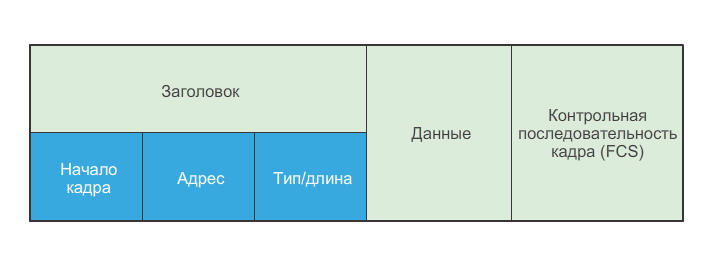 Заголовок
Начало
кадра
Адрес
Тип/длина
Данные
Контрольная
последовательность
кадра (FCS)